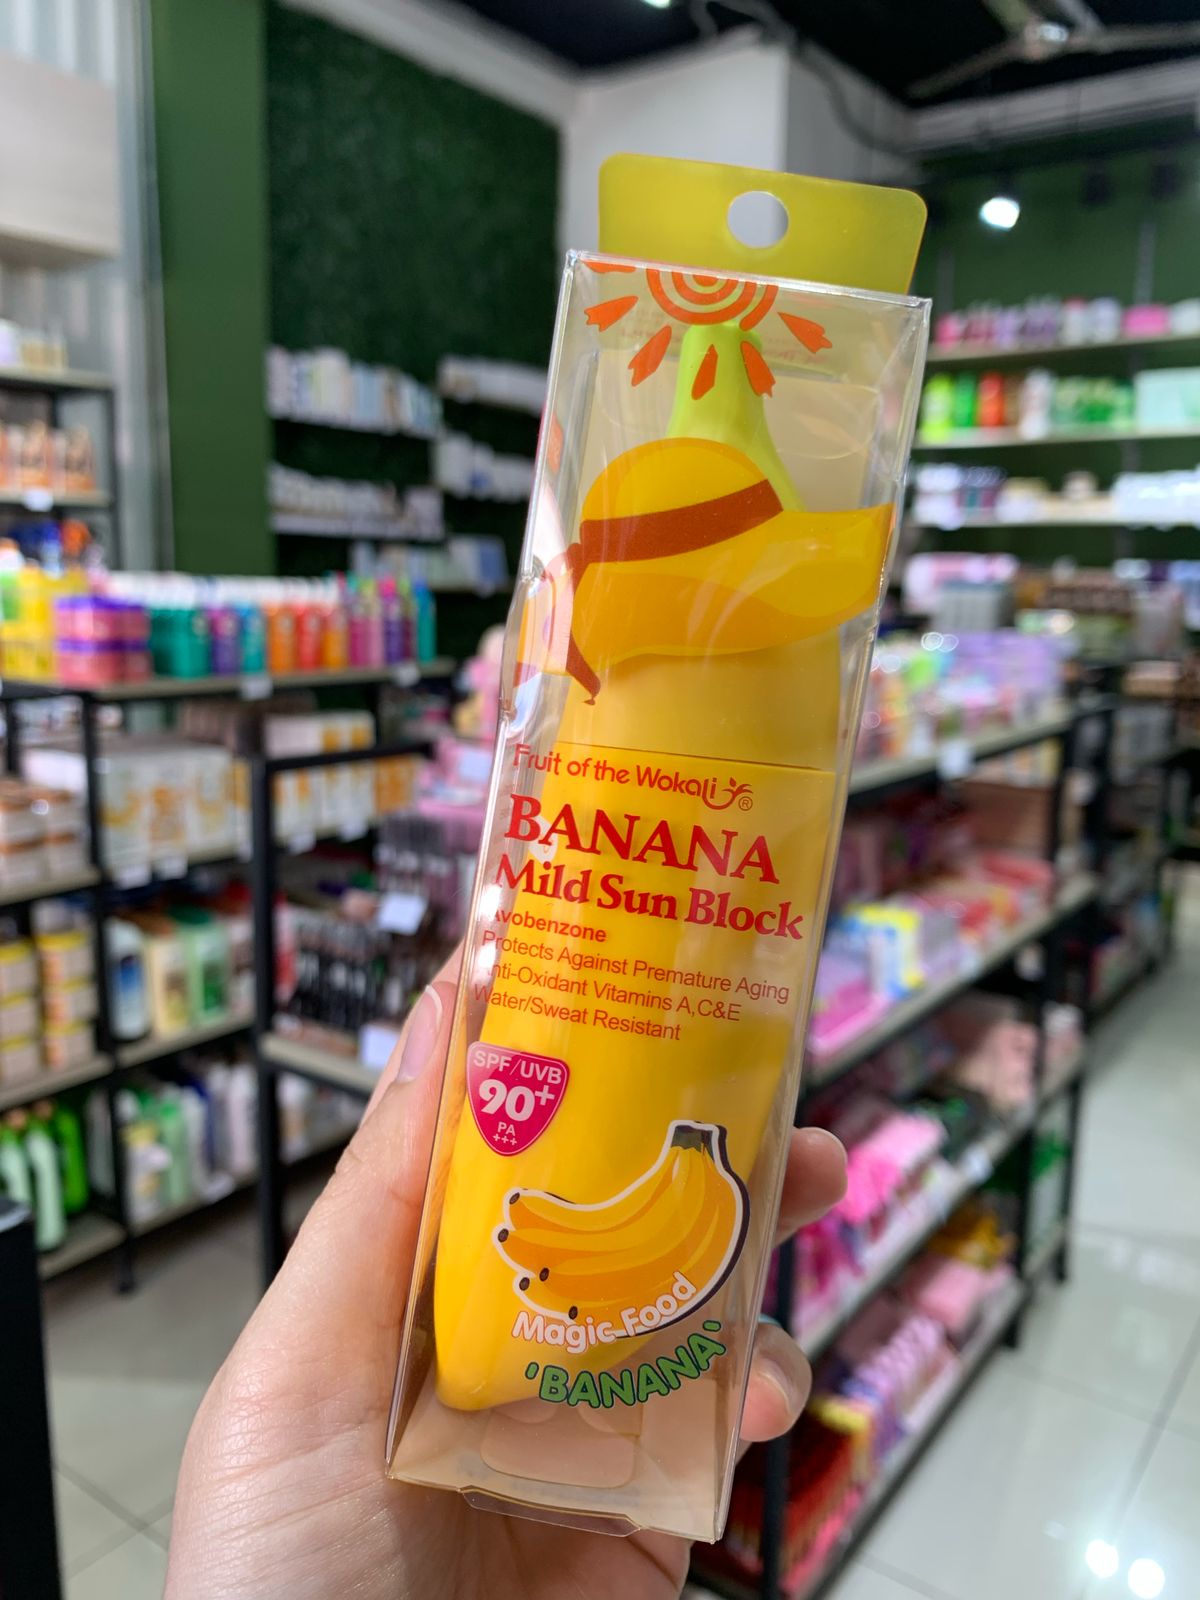 Fruit of the Wokali ®
BANANA
Mild Sun Block
Avobenzone
Protects Against Premature Aging
Anti-Oxidant Vitamins A,C&E
Water/Sweat Resistant
SPF/UVB
90+
PA
+++
Magic Food
'BANANA'